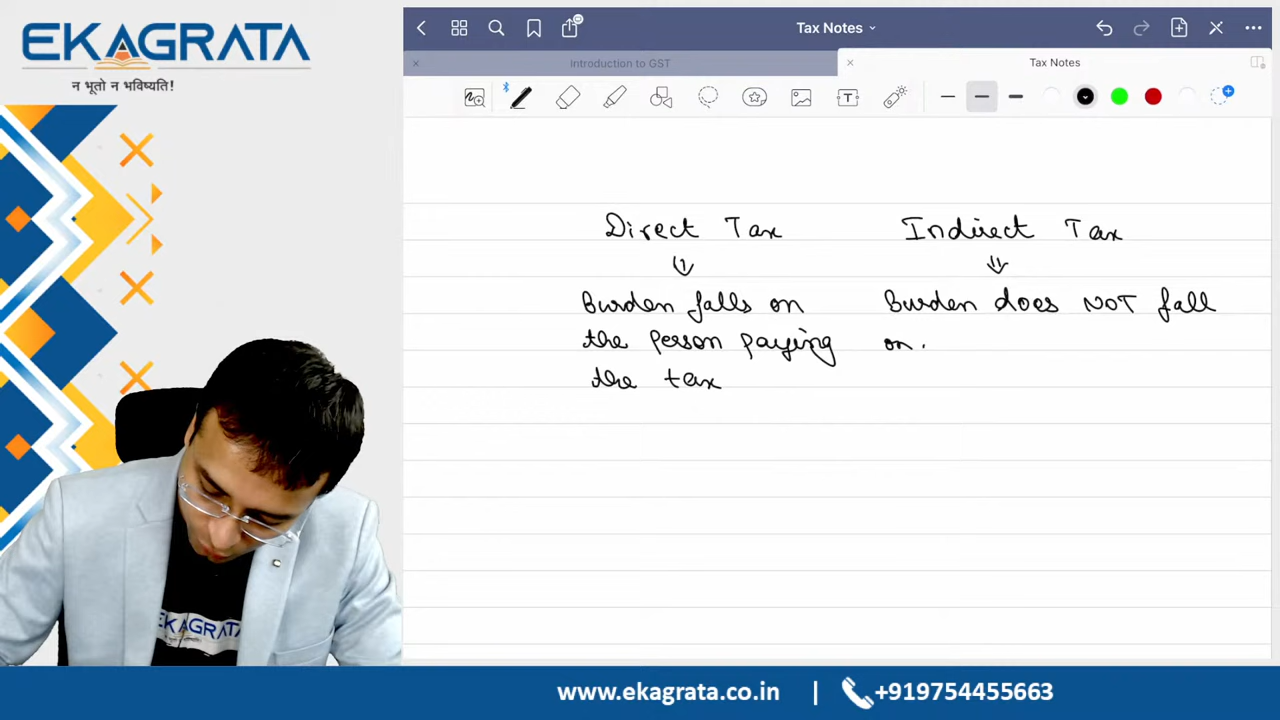 EKAGRATA
न भूतो न भविष्यति!
Tax Notes
Introduction to GST
Tax Notes
Direct Tax Indirect Tax
Burden falls on Burden does NOT fall
the person paying on.
the tax
EKAGRATA
www.ekagrata.co.in | +919754455663